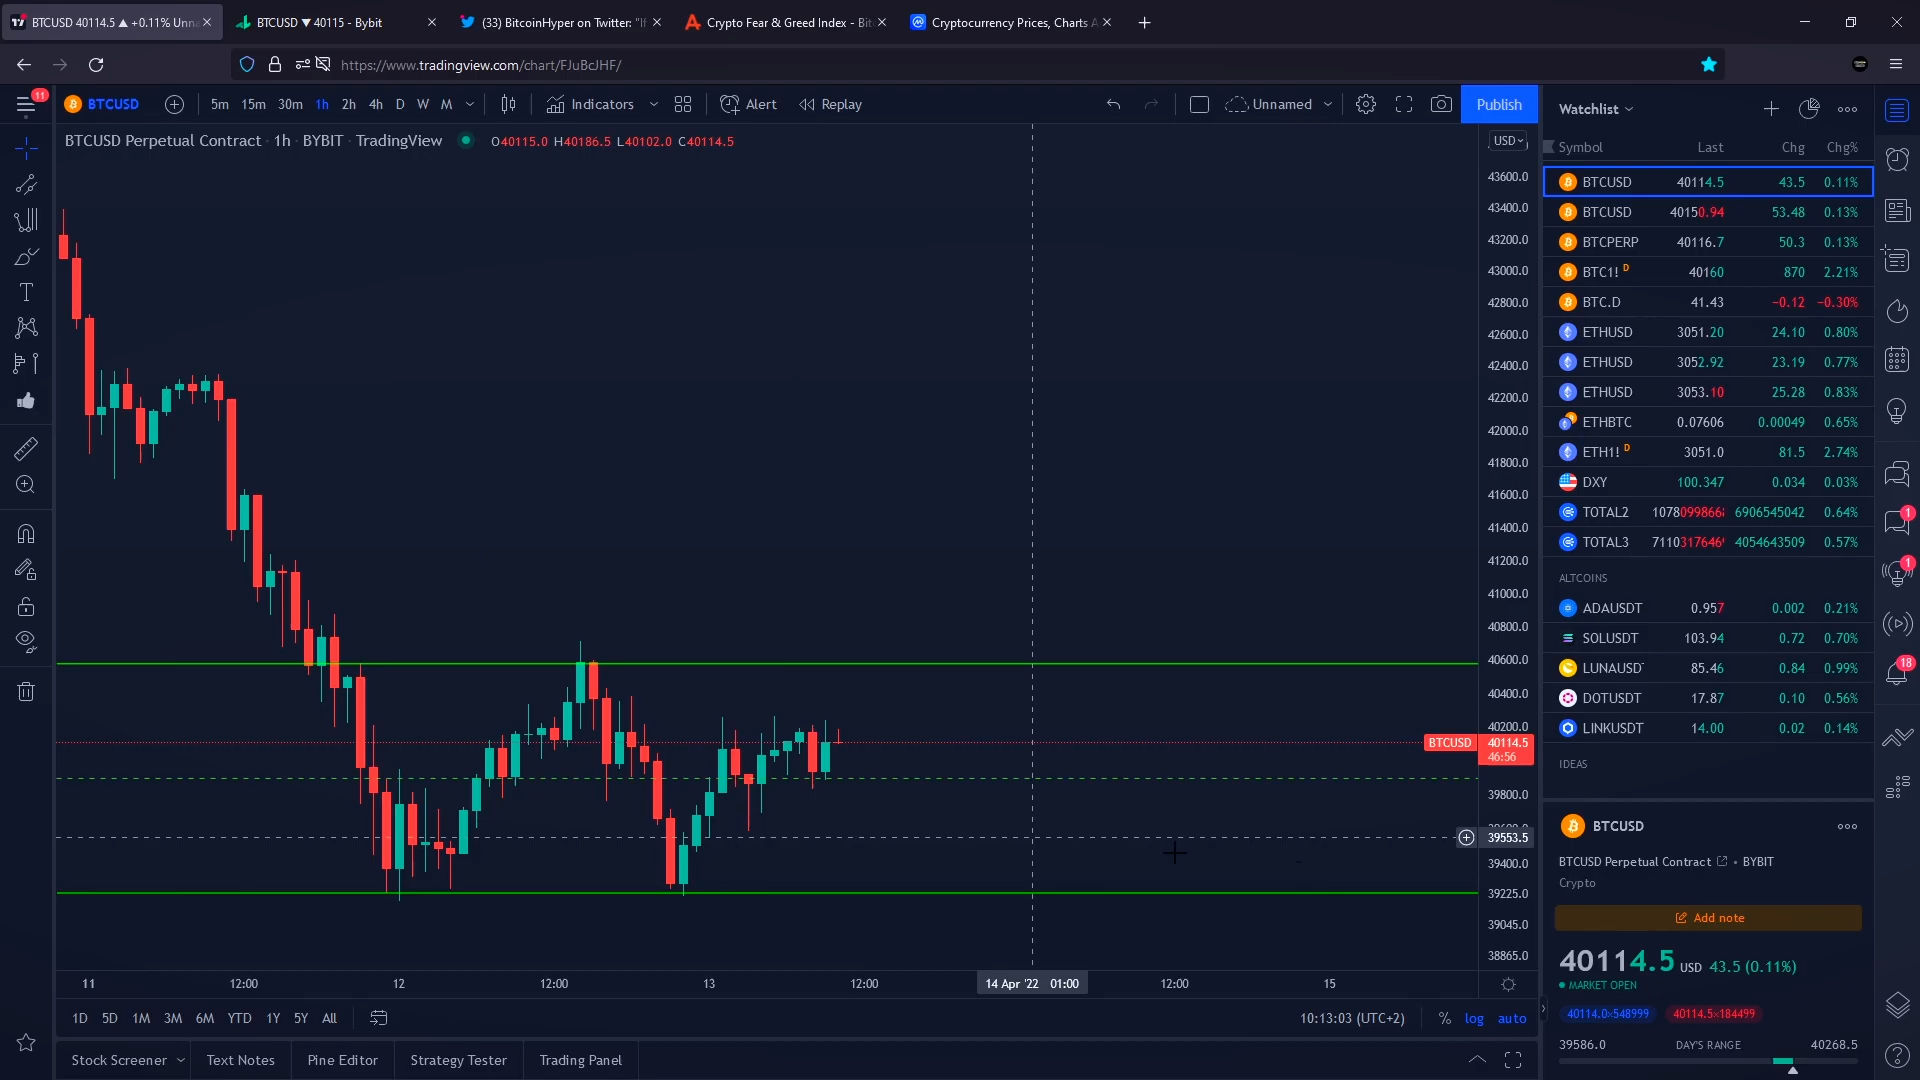 BTCUSD 40114.5 ▲ +0.11% Unna
BTCUSD ▼ 40115 - Bybit
(33) BitcoinHyper on Twitter: "If
Crypto Fear & Greed Index - Bit
Cryptocurrency Prices, Charts A
https://www.tradingview.com/chart/FJuBcJHF/
11
BTCUSD
5m 15m 30m 1h 2h 4h D W M
Indicators
Alert
Replay
Unnamed
Publish
BTCUSD Perpetual Contract · 1h · BYBIT · TradingView
O40115.0 H40186.5 L40102.0 C40114.5
USD
43600.0
43400.0
43200.0
43000.0
42800.0
42600.0
42400.0
42200.0
42000.0
41800.0
41600.0
41400.0
41200.0
41000.0
40800.0
40600.0
40400.0
40200.0
BTCUSD 40114.5
46:56
39800.0
39553.5
39400.0
39225.0
39045.0
38865.0
11 12:00 12 12:00 13 12:00 14 Apr '22 01:00 12:00 15
1D 5D 1M 3M 6M YTD 1Y 5Y All
10:13:03 (UTC+2) % log auto
Stock Screener
Text Notes
Pine Editor
Strategy Tester
Trading Panel
Watchlist
Symbol Last Chg Chg%
BTCUSD 40114.5 43.5 0.11%
BTCUSD 40150.94 53.48 0.13%
BTCPERP 40116.7 50.3 0.13%
BTC1! D 40160 870 2.21%
BTC.D 41.43 −0.12 −0.30%
ETHUSD 3051.20 24.10 0.80%
ETHUSD 3052.92 23.19 0.77%
ETHUSD 3053.10 25.28 0.83%
ETHBTC 0.07606 0.00049 0.65%
ETH1! D 3051.0 81.5 2.74%
DXY 100.347 0.034 0.03%
TOTAL2 1078099866 6906545042 0.64%
TOTAL3 7110317646 4054643509 0.57%
ALTCOINS
ADAUSDT 0.957 0.002 0.21%
SOLUSDT 103.94 0.72 0.70%
LUNAUSD 85.46 0.84 0.99%
DOTUSDT 17.87 0.10 0.56%
LINKUSDT 14.00 0.02 0.14%
IDEAS
BTCUSD
BTCUSD Perpetual Contract • BYBIT
Crypto
Add note
40114.5 USD 43.5 (0.11%)
MARKET OPEN
40114.0×548999 40114.5×184499
39586.0 DAY'S RANGE 40268.5
1
1
18